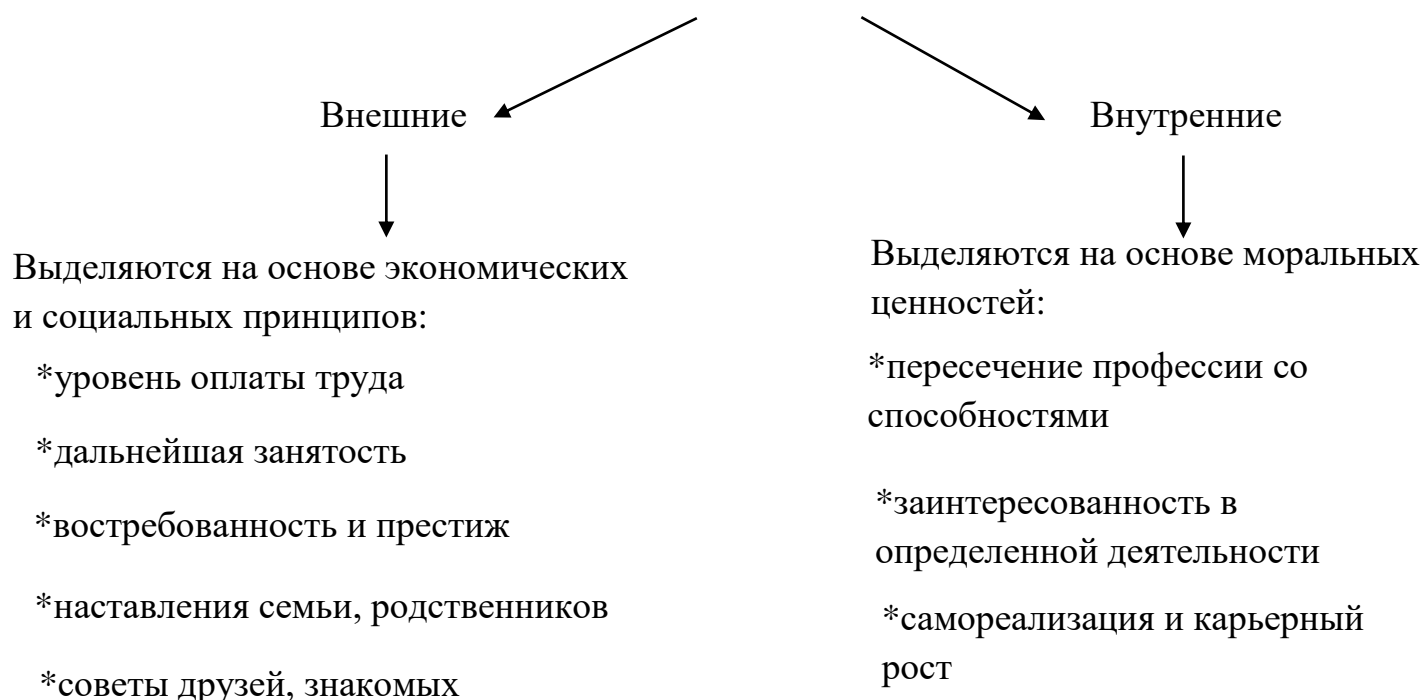 Внешние
Внутренние
Выделяются на основе экономических
и социальных принципов:
*уровень оплаты труда
*дальнейшая занятость
*востребованность и престиж
*наставления семьи, родственников
*советы друзей, знакомых
Выделяются на основе моральных
ценностей:
*пересечение профессии со
способностями
*заинтересованность в
определенной деятельности
*самореализация и карьерный
рост